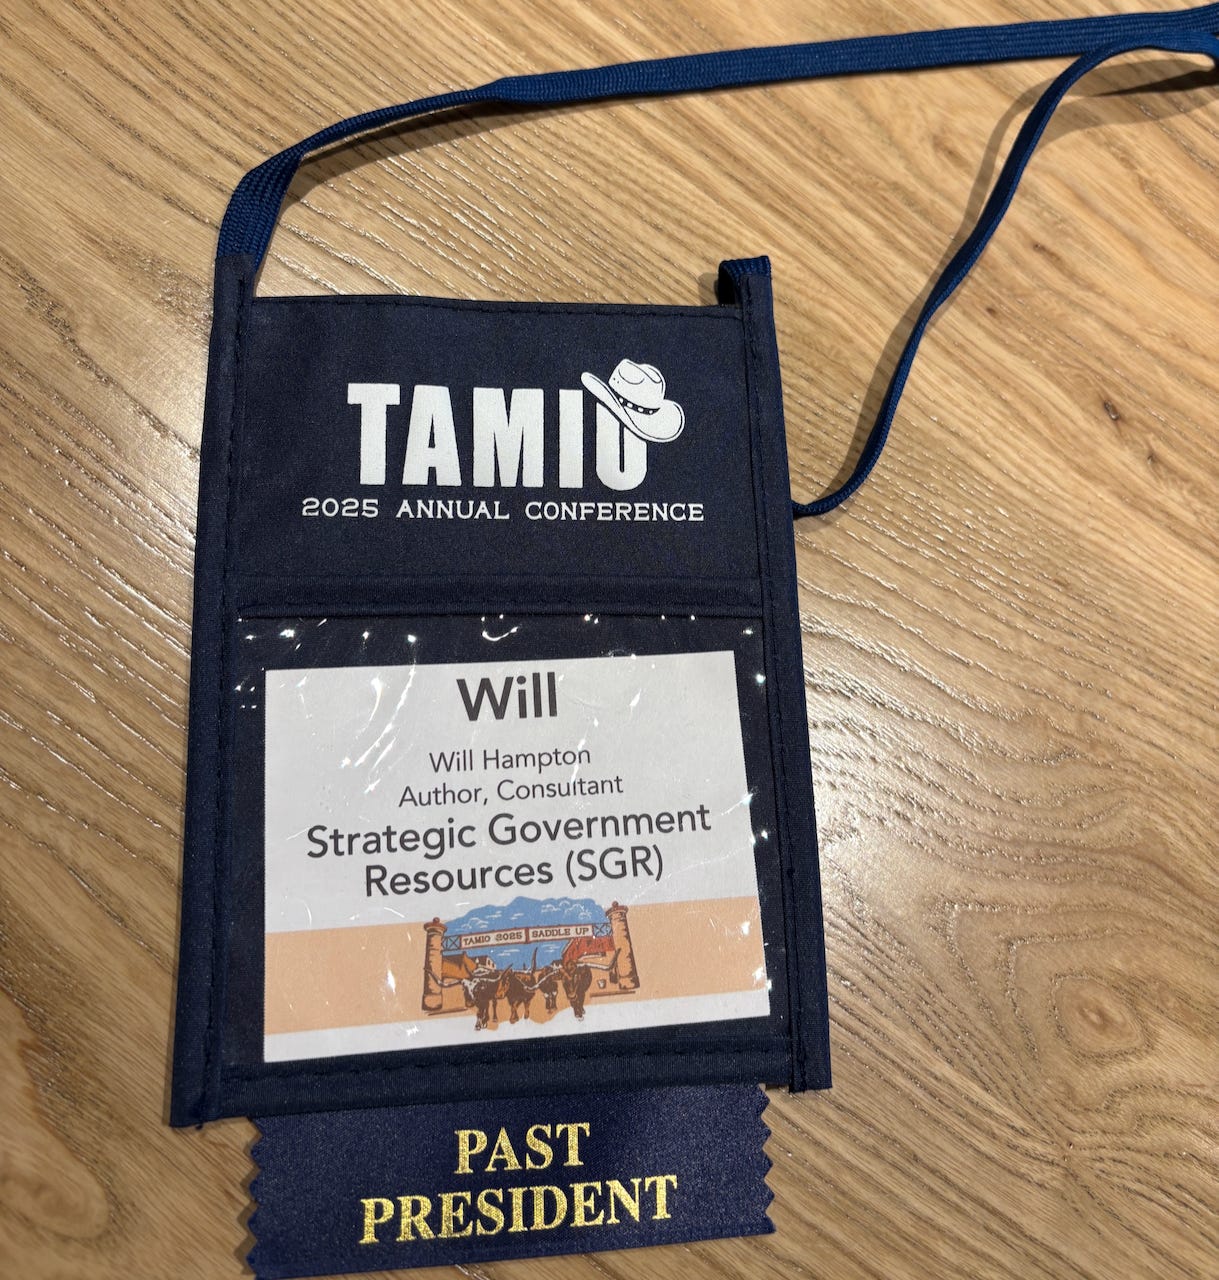 TAMIO
2025 ANNUAL CONFERENCE
Will
Will Hampton
Author, Consultant
Strategic Government
Resources (SGR)
TAMIO 2025 SADDLE UP
PAST
PRESIDENT